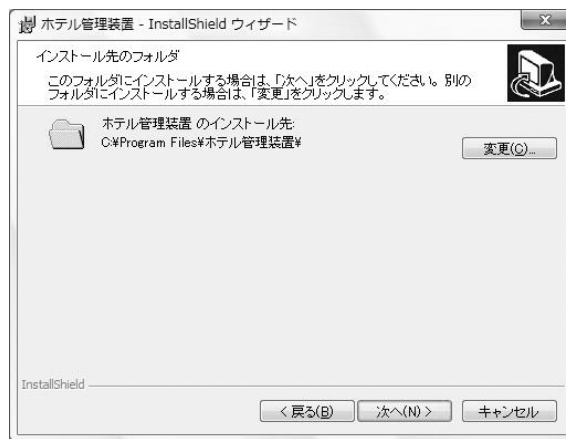 ホテル管理装置 - InstallShield ウィザード
インストール先のフォルダ
このフォルダにインストールする場合は、「次へ」をクリックしてください。別の
フォルダにインストールする場合は、「変更」をクリックします。
ホテル管理装置 のインストール先:
C:¥Program Files¥ホテル管理装置¥
変更(C)...
InstallShield
< 戻る(B)
次へ(N) >
キャンセル